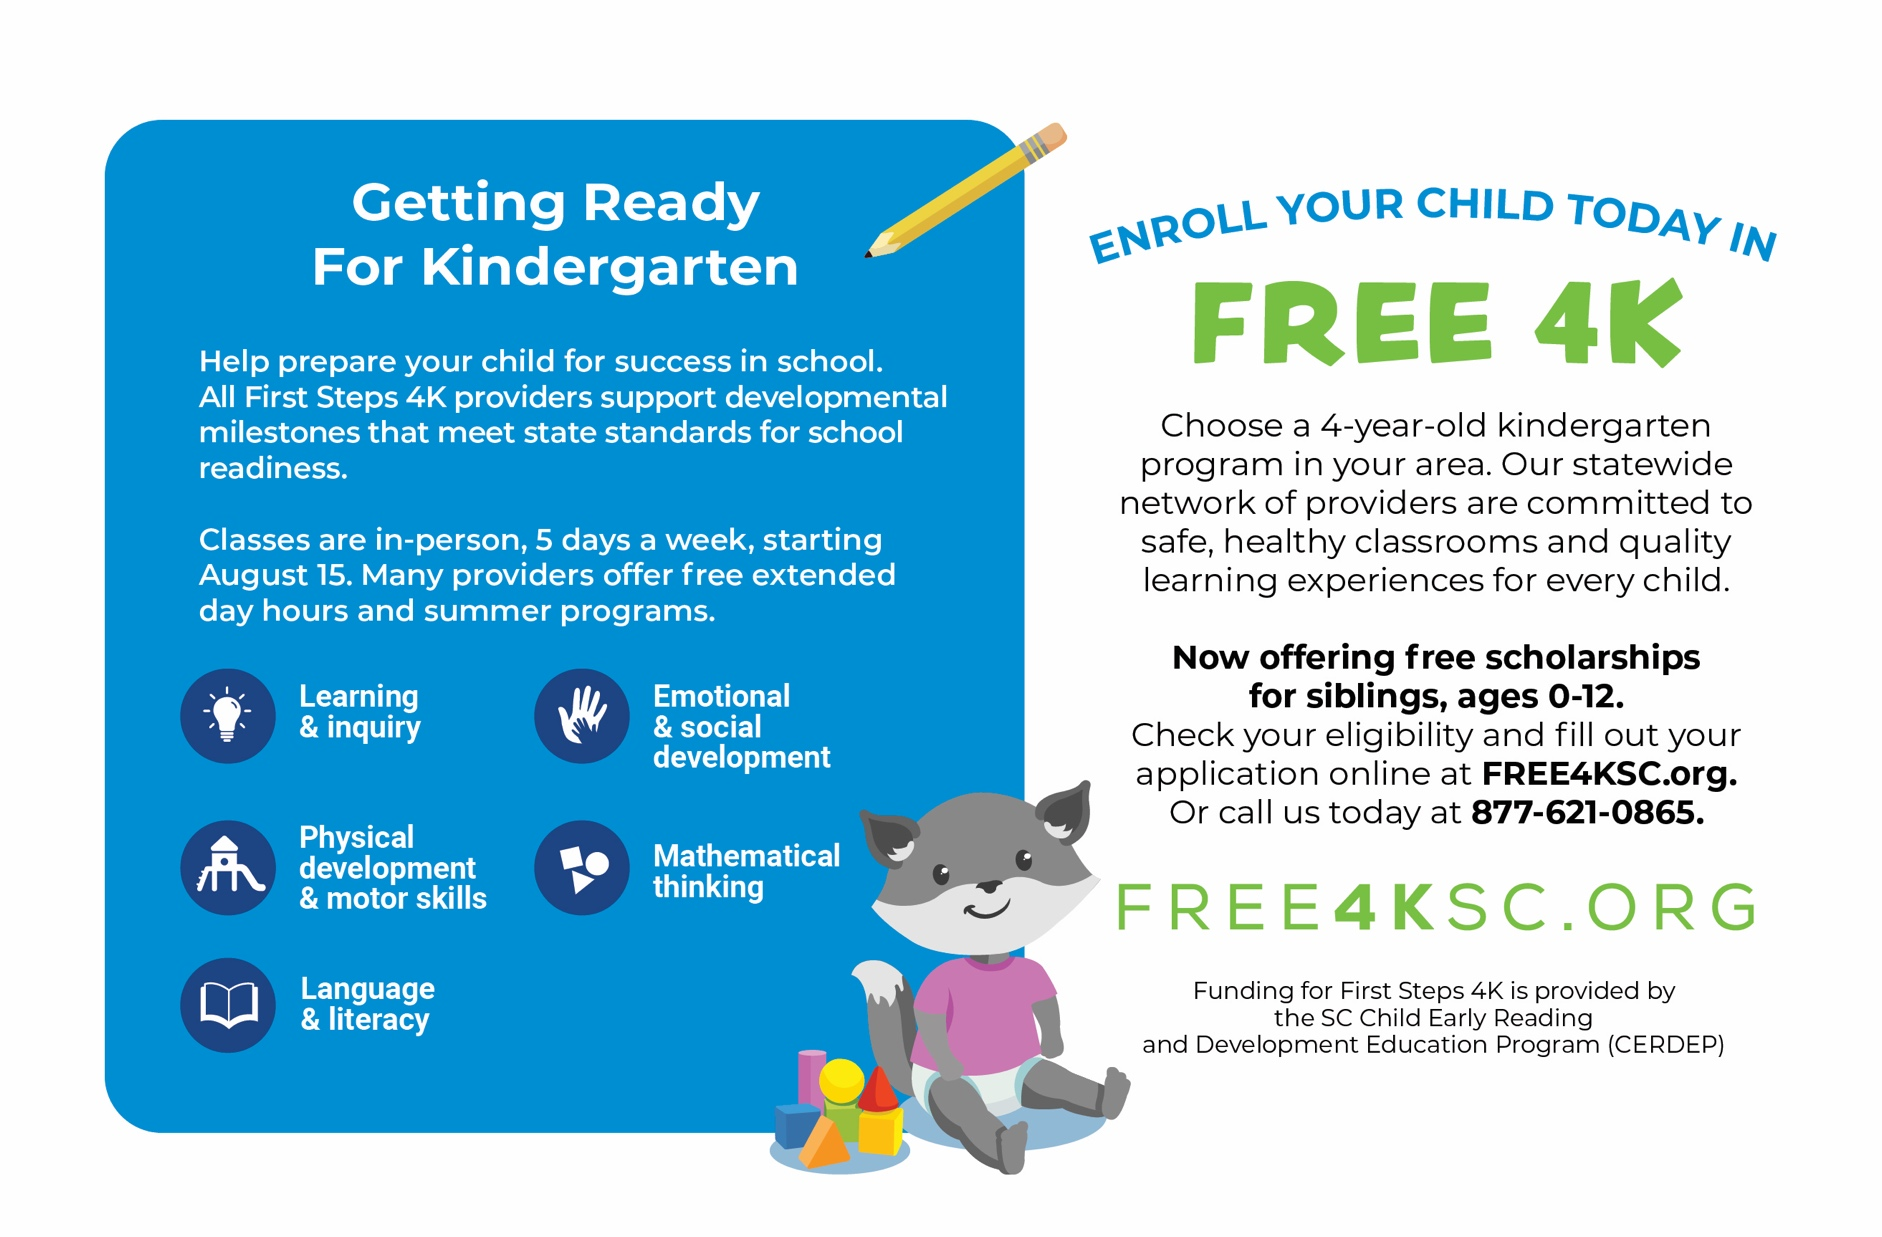 Getting Ready
For Kindergarten
Help prepare your child for success in school.
All First Steps 4K providers support developmental
milestones that meet state standards for school
readiness.
Classes are in-person, 5 days a week, starting
August 15. Many providers offer free extended
day hours and summer programs.
Learning
& inquiry
Emotional
& social
development
Physical
development
& motor skills
Mathematical
thinking
Language
& literacy
ENROLL YOUR CHILD TODAY IN
FREE 4K
Choose a 4-year-old kindergarten
program in your area. Our statewide
network of providers are committed to
safe, healthy classrooms and quality
learning experiences for every child.
Now offering free scholarships
for siblings, ages 0-12.
Check your eligibility and fill out your
application online at FREE4KSC.org.
Or call us today at 877-621-0865.
FREE4KSC.ORG
Funding for First Steps 4K is provided by
the SC Child Early Reading
and Development Education Program (CERDEP)